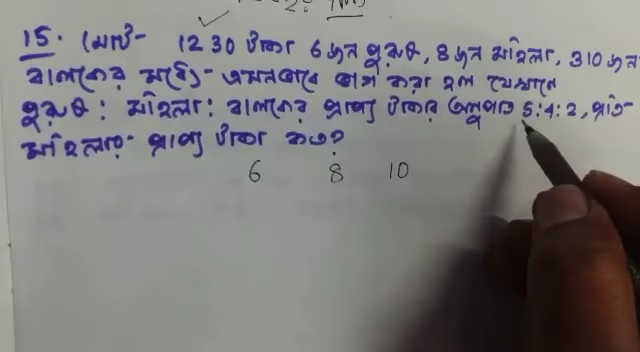 15. মোট- 1230 টাকা 6 জন পুরুষ, 8 জন মহিলা, 310 জন
বালকের মধ্যে- এমনভাবে ভাগ করা হল যেখানে
পুরুষ : মহিলা : বালকের প্রাপ্য টাকার অনুপাত 5:4:2, প্রতি-
মহিলার- প্রাপ্য টাকা কত?
6 8 10